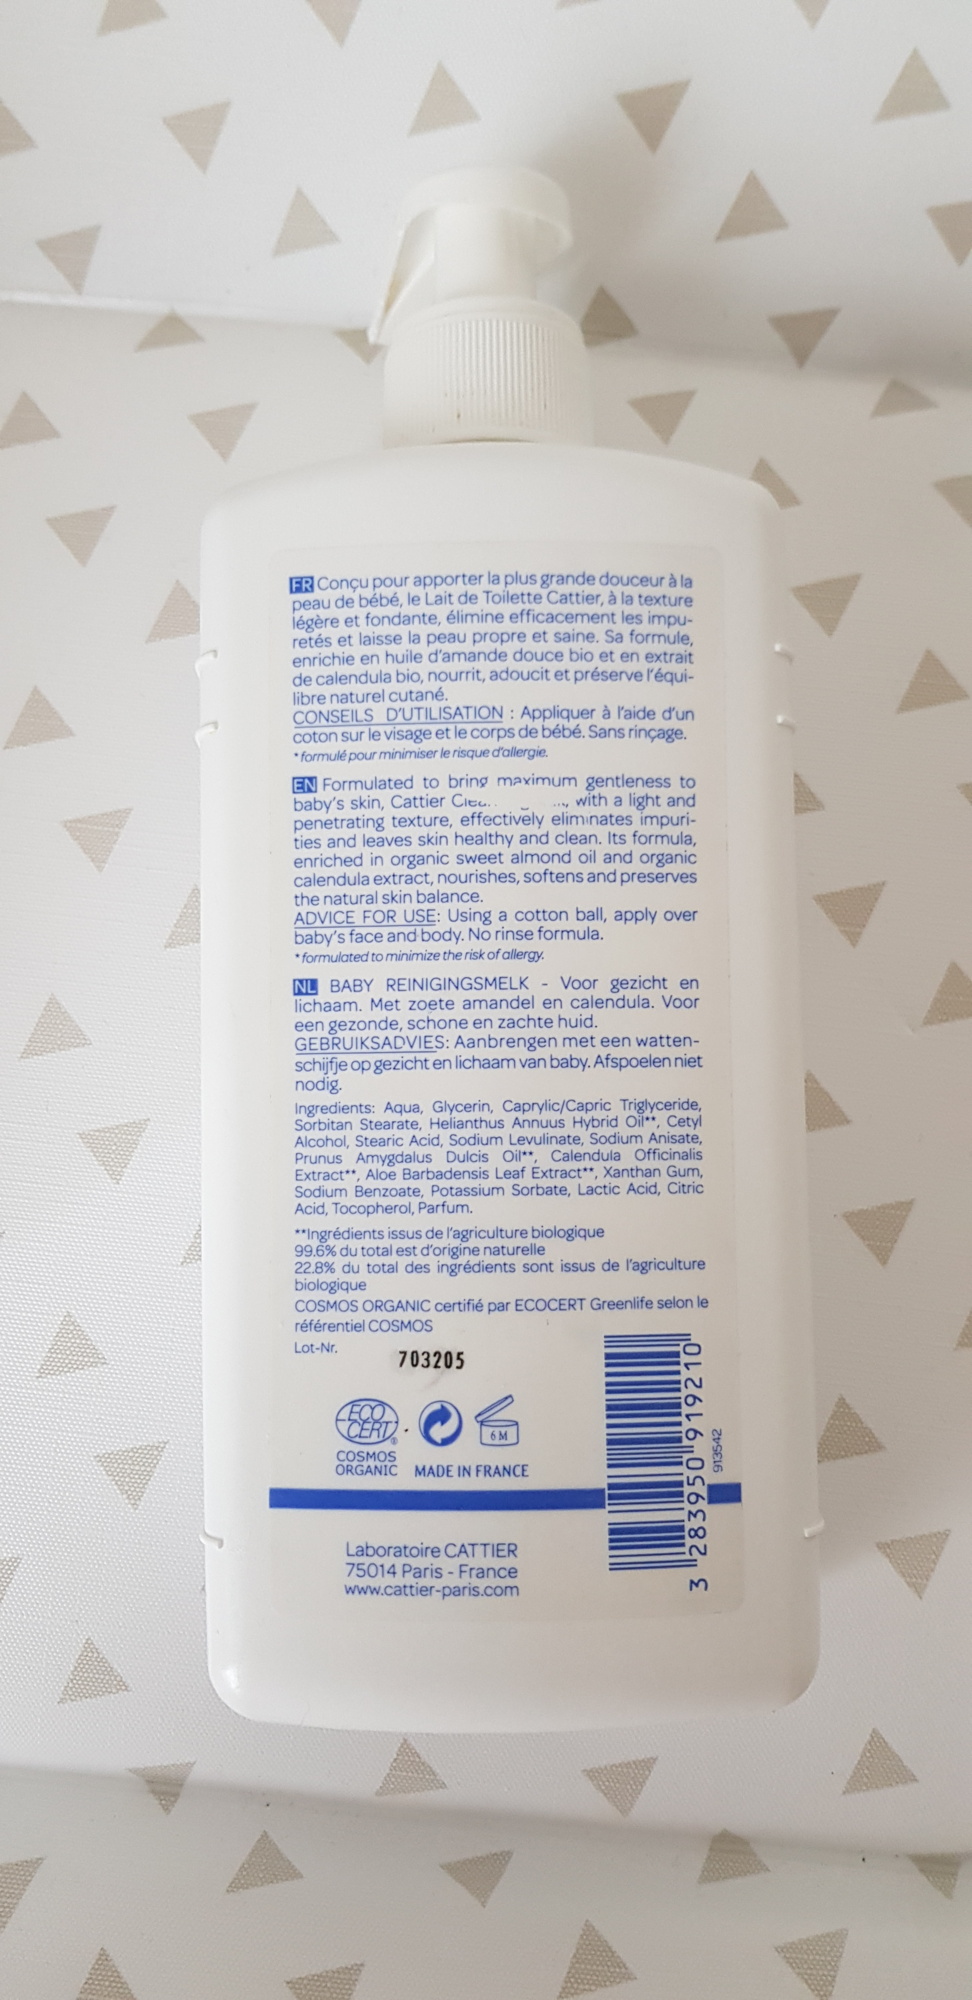 FR Conçu pour apporter la plus grande douceur à la
peau de bébé, le Lait de Toilette Cattier, à la texture
légère et fondante, élimine efficacement les impu-
retés et laisse la peau propre et saine. Sa formule,
enrichie en huile d'amande douce bio et en extrait
de calendula bio, nourrit, adoucit et préserve l'équi-
libre naturel cutané.
CONSEILS D'UTILISATION : Appliquer à l'aide d'un
coton sur le visage et le corps de bébé. Sans rinçage.
*formulé pour minimiser le risque d'allergie.
EN Formulated to bring maximum gentleness to
baby's skin, Cattier with a light and
penetrating texture, effectively eliminates impuri-
ties and leaves skin healthy and clean. Its formula,
enriched in organic sweet almond oil and organic
calendula extract, nourishes, softens and preserves
the natural skin balance.
ADVICE FOR USE: Using a cotton ball, apply over
baby's face and body. No rinse formula.
*formulated to minimize the risk of allergy.
NL BABY REINIGINGSMELK - Voor gezicht en
lichaam. Met zoete amandel en calendula. Voor
een gezonde, schone en zachte huid.
GEBRUIKSADVIES: Aanbrengen met een watten-
schijfje op gezicht en lichaam van baby. Afspoelen niet
nodig.
Ingredients: Aqua, Glycerin, Caprylic/Capric Triglyceride,
Sorbitan Stearate, Helianthus Annuus Hybrid Oil**, Cetyl
Alcohol, Stearic Acid, Sodium Levulinate, Sodium Anisate,
Prunus Amygdalus Dulcis Oil**, Calendula Officinalis
Extract**, Aloe Barbadensis Leaf Extract**, Xanthan Gum,
Sodium Benzoate, Potassium Sorbate, Lactic Acid, Citric
Acid, Tocopherol, Parfum.
**Ingrédients issus de l'agriculture biologique
99.6% du total est d'origine naturelle
22.8% du total des ingrédients sont issus de l'agriculture
biologique
COSMOS ORGANIC certifié par ECOCERT Greenlife selon le
référentiel COSMOS
Lot-Nr.
703205
ECO
CERT®
COSMOS
ORGANIC
6 M
MADE IN FRANCE
3 283950 919210
913542
Laboratoire CATTIER
75014 Paris - France
www.cattier-paris.com